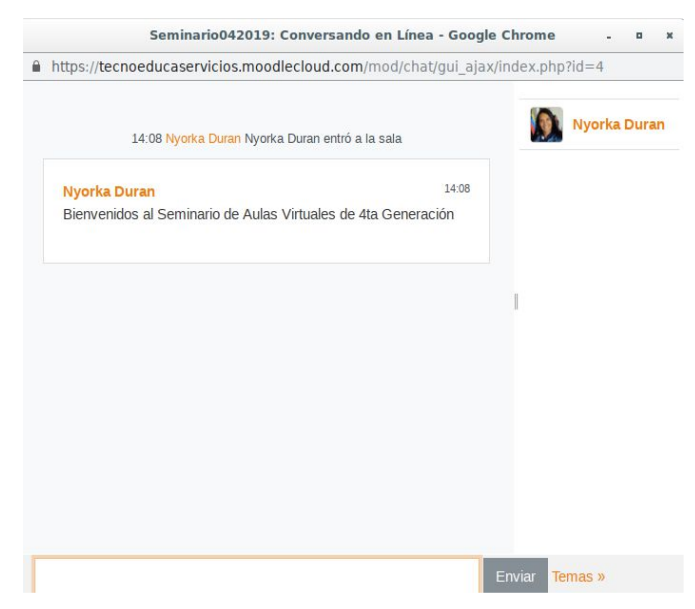 Seminario042019: Conversando en Línea - Google Chrome
https://tecnoeducaservicios.moodlecloud.com/mod/chat/gui_ajax/index.php?id=4
14:08 Nyorka Duran Nyorka Duran entró a la sala
Nyorka Duran
Nyorka Duran 14:08
Bienvenidos al Seminario de Aulas Virtuales de 4ta Generación
Enviar Temas »